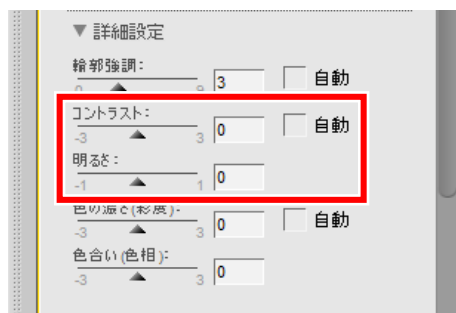 ▼ 詳細設定
輪郭強調:
0 9 3 自動
コントラスト:
-3 3 0 自動
明るさ:
-1 1 0
色の濃さ(彩度):
-3 3 0 自動
色合い(色相):
-3 3 0